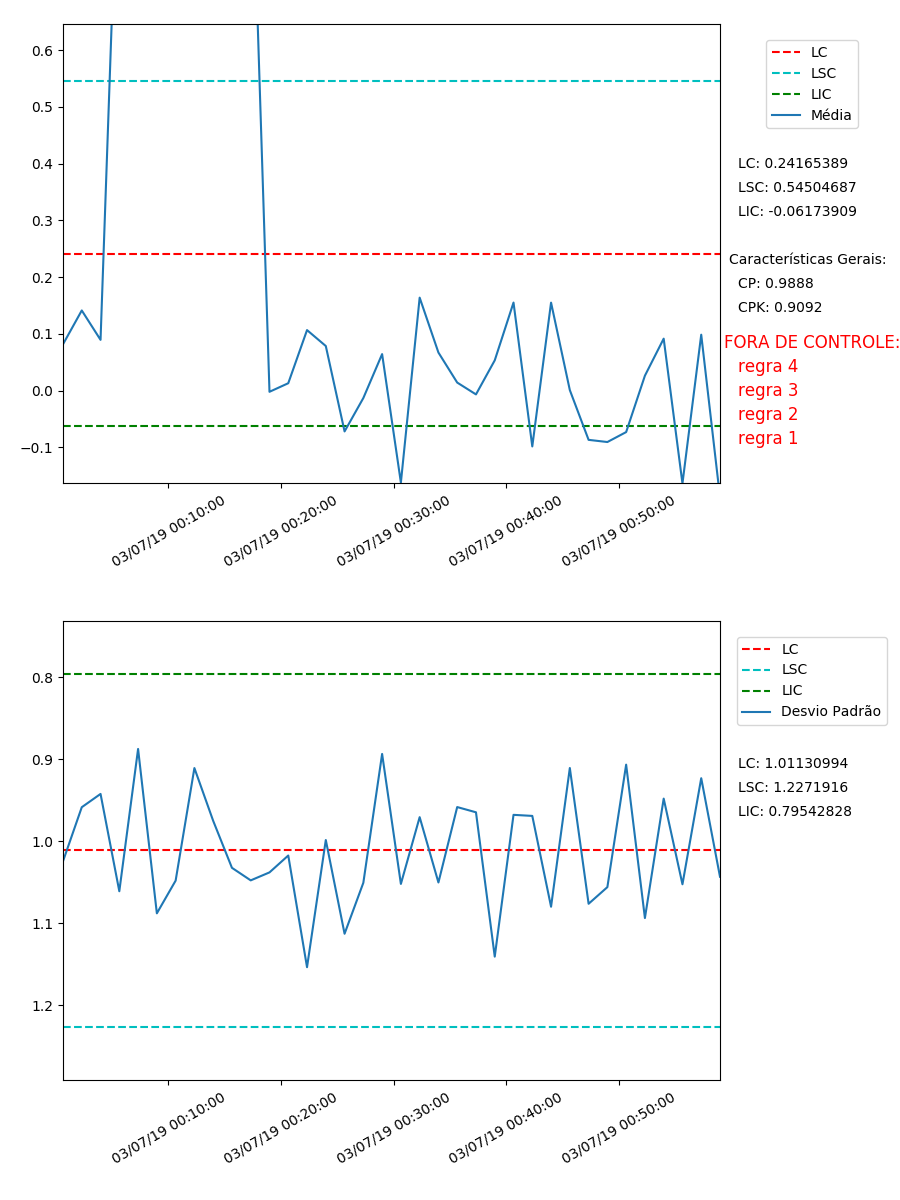 0.6
0.5
0.4
0.3
0.2
0.1
0.0
−0.1
03/07/19 00:10:00
03/07/19 00:20:00
03/07/19 00:30:00
03/07/19 00:40:00
03/07/19 00:50:00
LC
LSC
LIC
Média
LC: 0.24165389
LSC: 0.54504687
LIC: -0.06173909
Características Gerais:
CP: 0.9888
CPK: 0.9092
FORA DE CONTROLE:
regra 4
regra 3
regra 2
regra 1
0.8
0.9
1.0
1.1
1.2
03/07/19 00:10:00
03/07/19 00:20:00
03/07/19 00:30:00
03/07/19 00:40:00
03/07/19 00:50:00
LC
LSC
LIC
Desvio Padrão
LC: 1.01130994
LSC: 1.2271916
LIC: 0.79542828